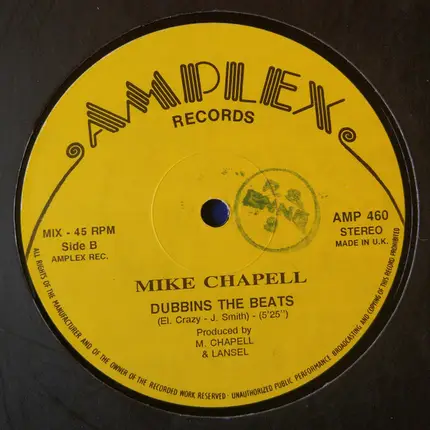 AMPLEX
RECORDS
MIX - 45 RPM
Side B
AMPLEX REC.
AMP 460
STEREO
MADE IN U.K.
MIKE CHAPELL
DUBBINS THE BEATS
(El. Crazy - J. Smith) - (5'25'')
Produced by
M. CHAPELL
& LANSEL
ALL RIGHTS OF THE MANUFACTURER AND OF THE OWNER OF THE RECORDED WORK RESERVED · UNAUTHORIZED PUBLIC PERFORMANCE BROADCASTING AND COPYING OF THIS RECORD PROHIBITED